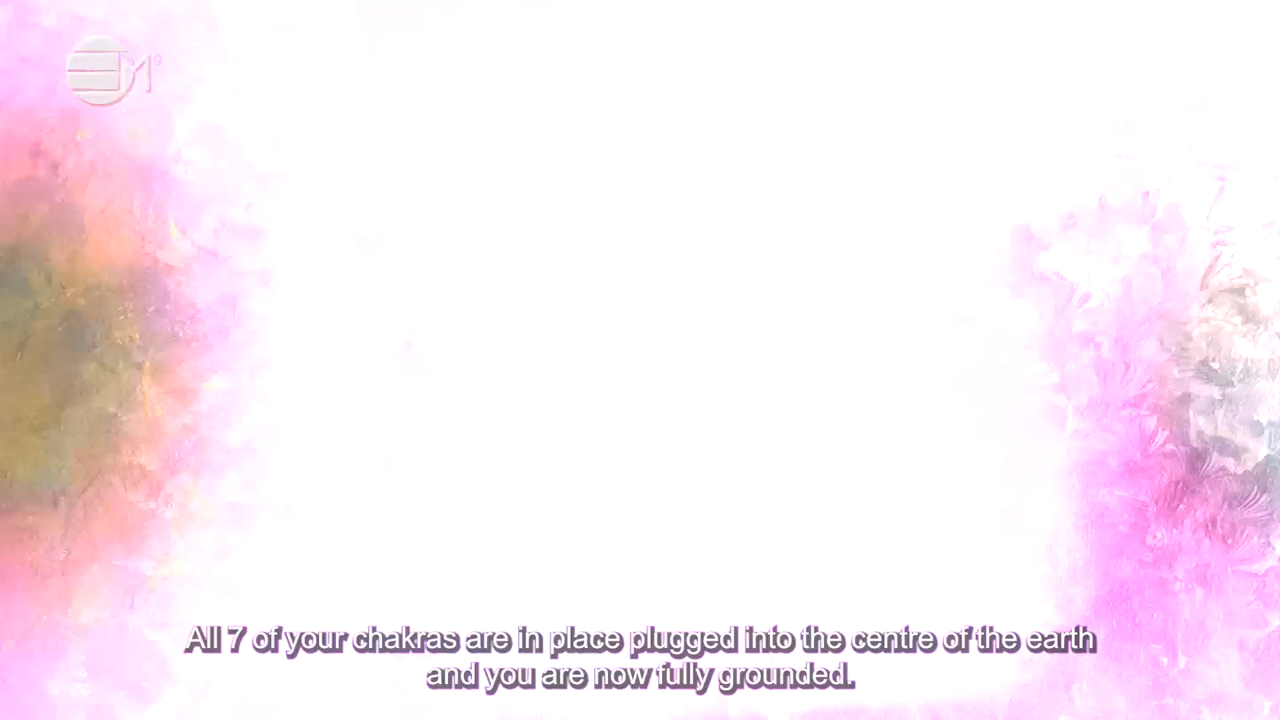 All 7 of your chakras are in place plugged into the centre of the earth
and you are now fully grounded.